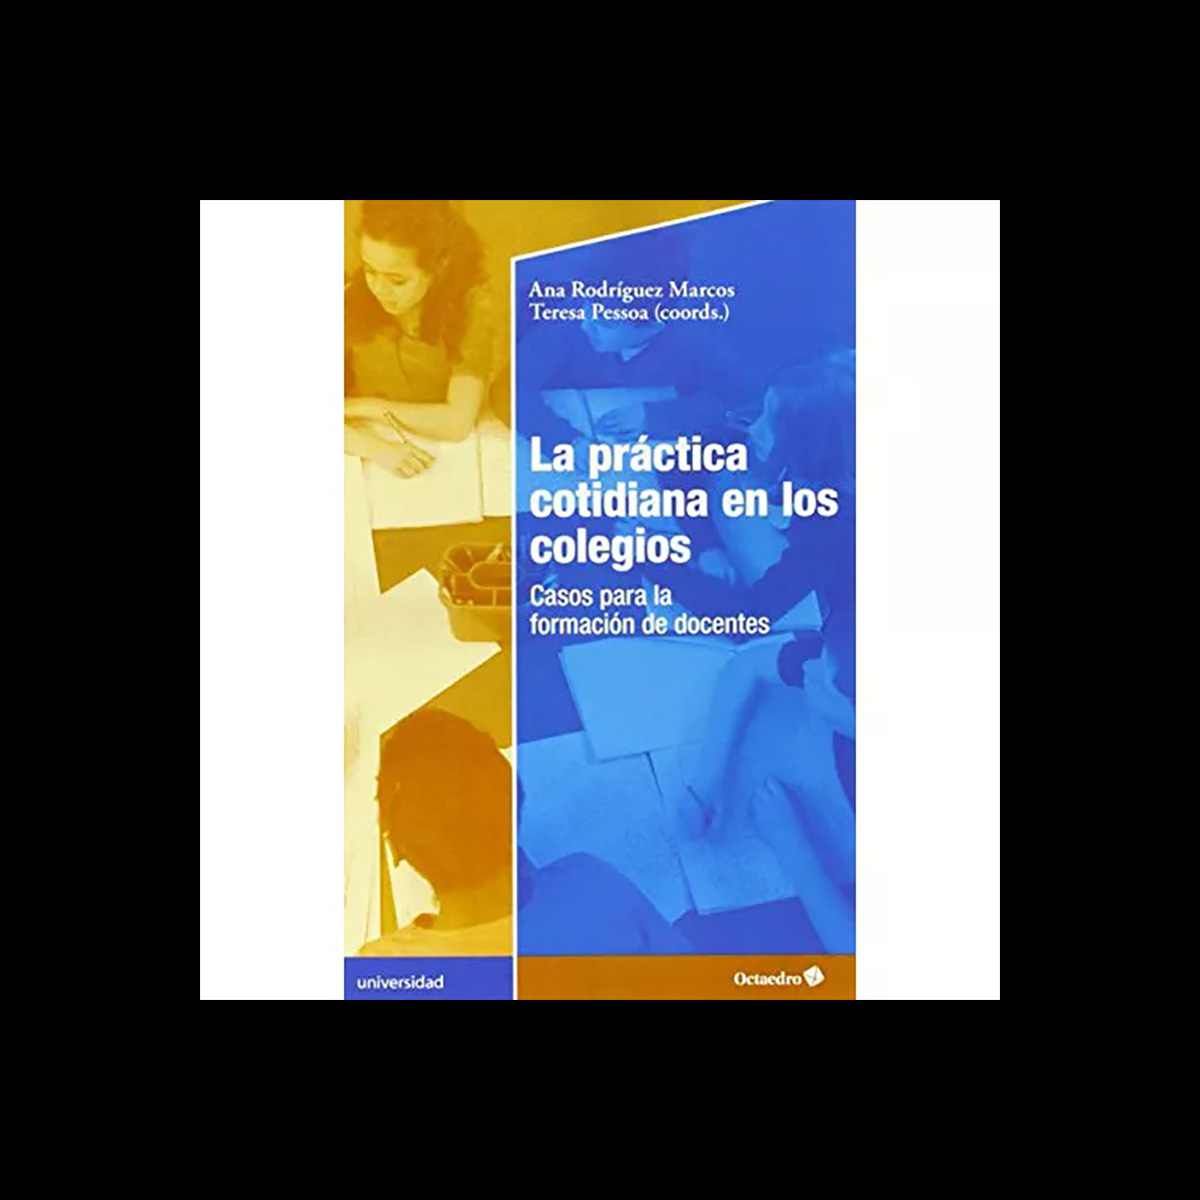 Ana Rodríguez Marcos
Teresa Pessoa (coords.)
La práctica
cotidiana en los
colegios
Casos para la
formación de docentes
universidad
Octaedro